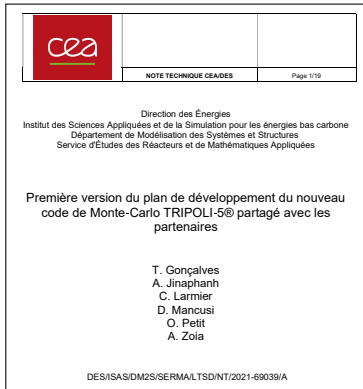 cea
NOTE TECHNIQUE CEA/DES
Page 1/19
Direction des Énergies
Institut des Sciences Appliquées et de la Simulation pour les énergies bas carbone
Département de Modélisation des Systèmes et Structures
Service d'Études des Réacteurs et de Mathématiques Appliquées
Première version du plan de développement du nouveau
code de Monte-Carlo TRIPOLI-5® partagé avec les
partenaires
T. Gonçalves
A. Jinaphanh
C. Larmier
D. Mancusi
O. Petit
A. Zoia
DES/ISAS/DM2S/SERMA/LTSD/NT/2021-69039/A